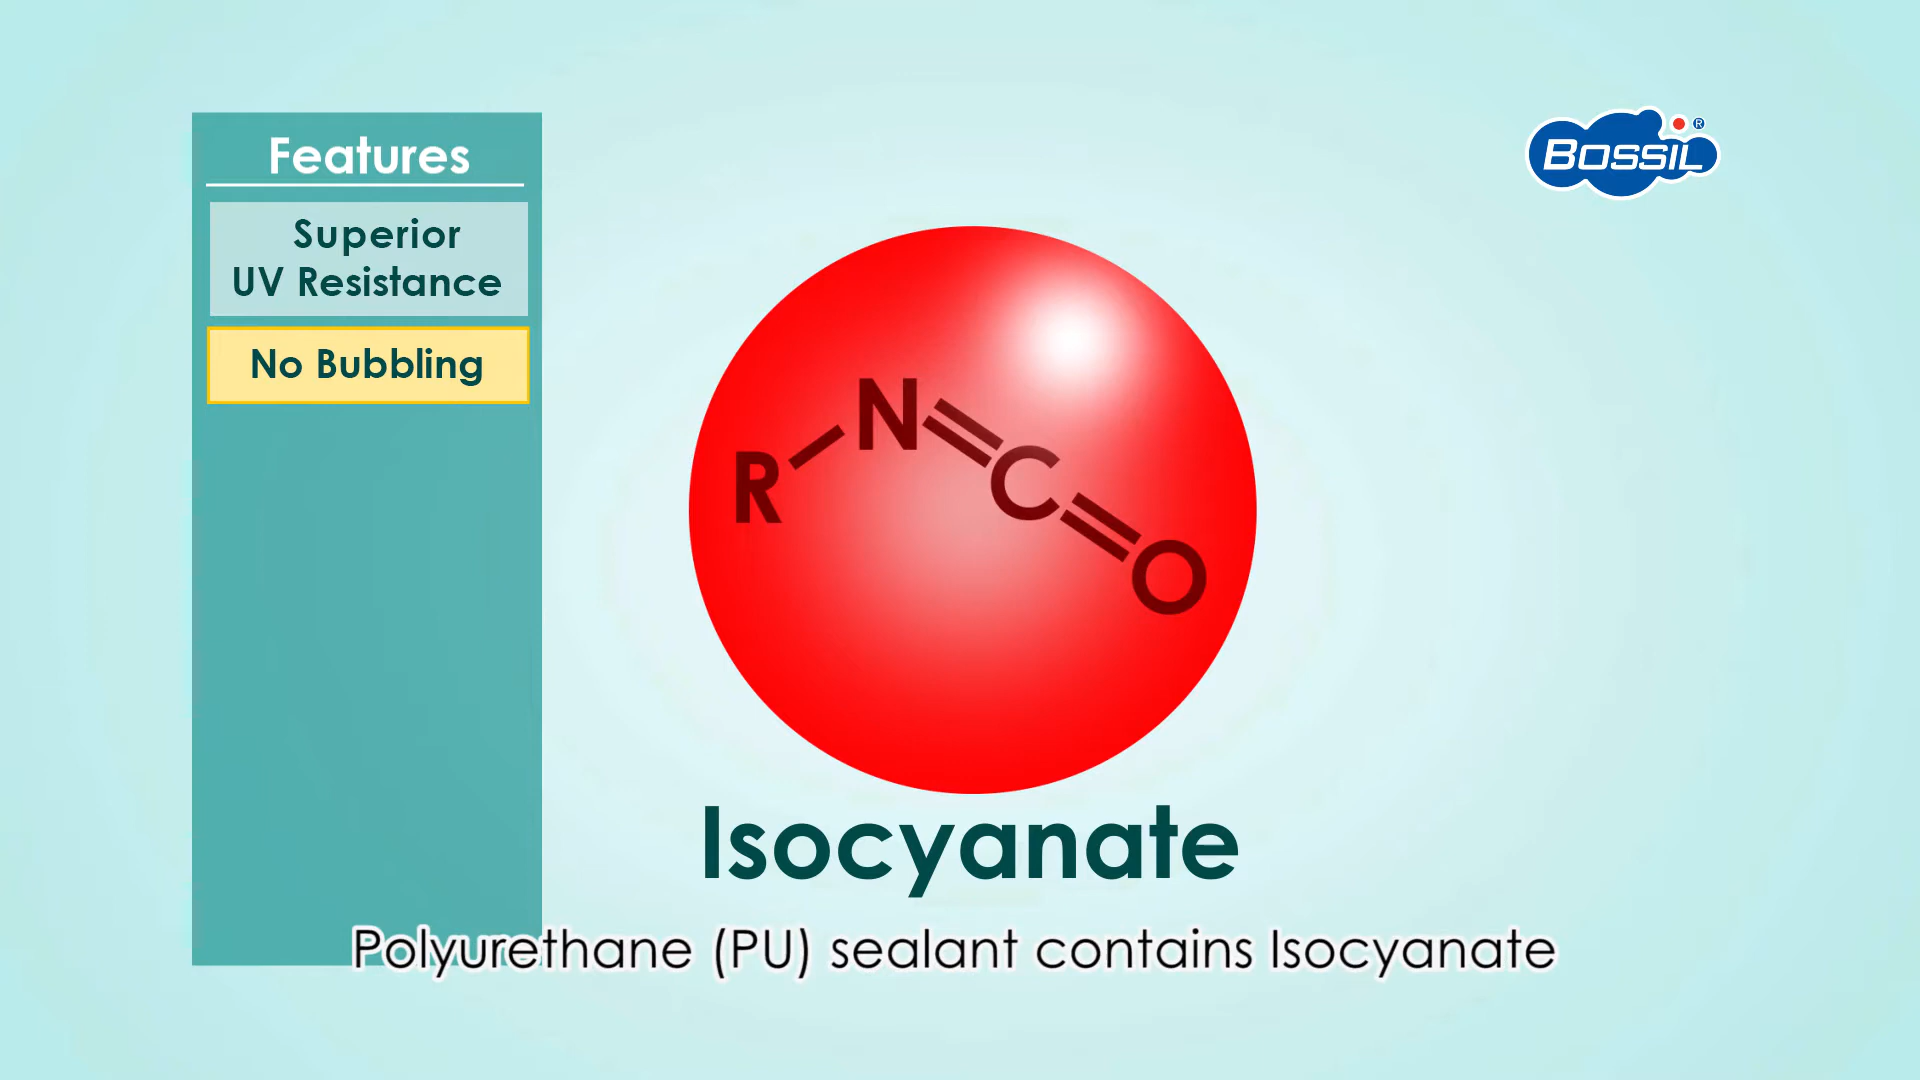 Features
Superior
UV Resistance
No Bubbling
BOSSIL®
R
N
C
O
Isocyanate
Polyurethane (PU) sealant contains Isocyanate